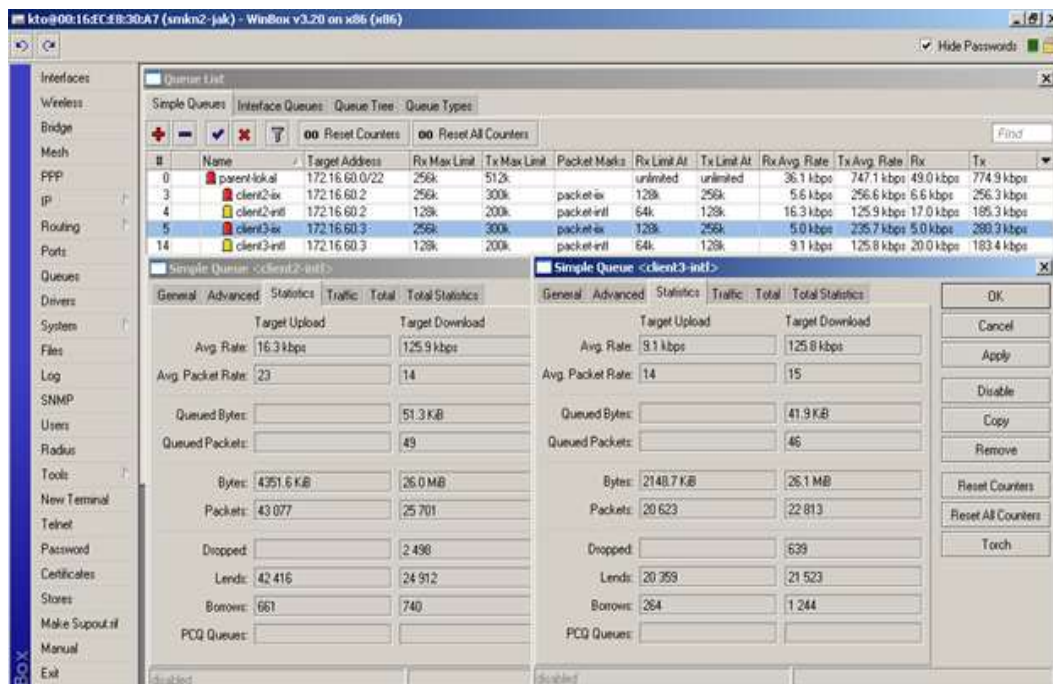 kto@00:16:EC:E8:30:A7 (smkn2-jak) - WinBox v3.20 on x86 (x86)
Hide Passwords
Interfaces
Wireless
Bridge
Mesh
PPP
IP
Routing
Ports
Queues
Drivers
System
Files
Log
SNMP
Users
Radius
Tools
New Terminal
Telnet
Password
Certificates
Stores
Make Supout.rif
Manual
Exit
Box
Queue List
Simple Queues Interface Queues Queue Tree Queue Types
00 Reset Counters 00 Reset All Counters Find
# Name Target Address Rx Max Limit Tx Max Limit Packet Marks Rx Limit At Tx Limit At Rx Avg. Rate Tx Avg. Rate Rx Tx
0 parent-lokal 172.16.60.0/22 256k 512k unlimited unlimited 36.1 kbps 747.1 kbps 49.0 kbps 774.9 kbps
3 client2-iix 172.16.60.2 256k 300k packet-iix 128k 256k 5.6 kbps 256.6 kbps 6.6 kbps 256.3 kbps
4 client2-intl 172.16.60.2 128k 200k packet-intl 64k 128k 16.3 kbps 125.9 kbps 17.0 kbps 185.3 kbps
5 client3-iix 172.16.60.3 256k 300k packet-iix 128k 256k 5.0 kbps 235.7 kbps 5.0 kbps 280.3 kbps
14 client3-intl 172.16.60.3 128k 200k packet-intl 64k 128k 9.1 kbps 125.8 kbps 20.0 kbps 183.4 kbps
Simple Queue <client2-intl>
General Advanced Statistics Traffic Total Total Statistics
Target Upload Target Download
Avg. Rate: 16.3 kbps 125.9 kbps
Avg. Packet Rate: 23 14
Queued Bytes: 51.3 KiB
Queued Packets: 49
Bytes: 4351.6 KiB 26.0 MiB
Packets: 43 077 25 701
Dropped: 2 498
Lends: 42 416 24 912
Borrows: 661 740
PCQ Queues:
disabled
Simple Queue <client3-intl>
General Advanced Statistics Traffic Total Total Statistics
Target Upload Target Download
Avg. Rate: 9.1 kbps 125.8 kbps
Avg. Packet Rate: 14 15
Queued Bytes: 41.9 KiB
Queued Packets: 46
Bytes: 2148.7 KiB 26.1 MiB
Packets: 20 623 22 813
Dropped: 639
Lends: 20 359 21 523
Borrows: 264 1 244
PCQ Queues:
disabled
OK
Cancel
Apply
Disable
Copy
Remove
Reset Counters
Reset All Counters
Torch